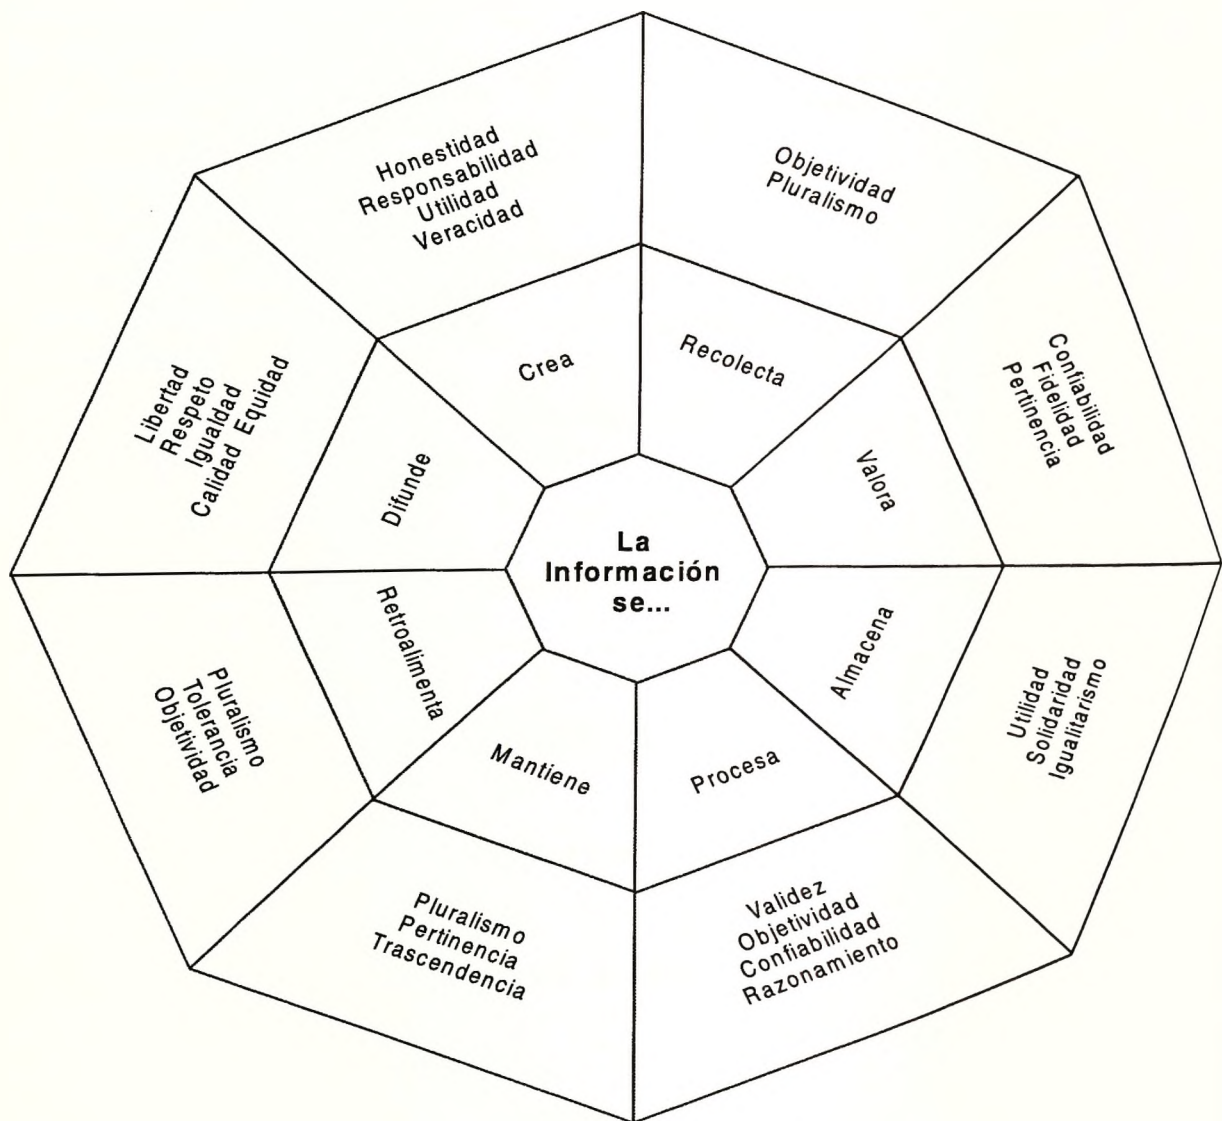 Honestidad
Responsabilidad
Utilidad
Veracidad
Objetividad
Pluralismo
Confiabilidad
Fidelidad
Pertinencia
Utilidad
Solidaridad
Igualitarismo
Validez
Objetividad
Confiabilidad
Razonamiento
Pluralismo
Pertinencia
Trascendencia
Pluralismo
Tolerancia
Objetividad
Libertad
Respeto
Igualdad
Calidad Equidad
Crea
Recolecta
Valora
Almacena
Procesa
Mantiene
Retroalimenta
Difunde
La
Información
se...